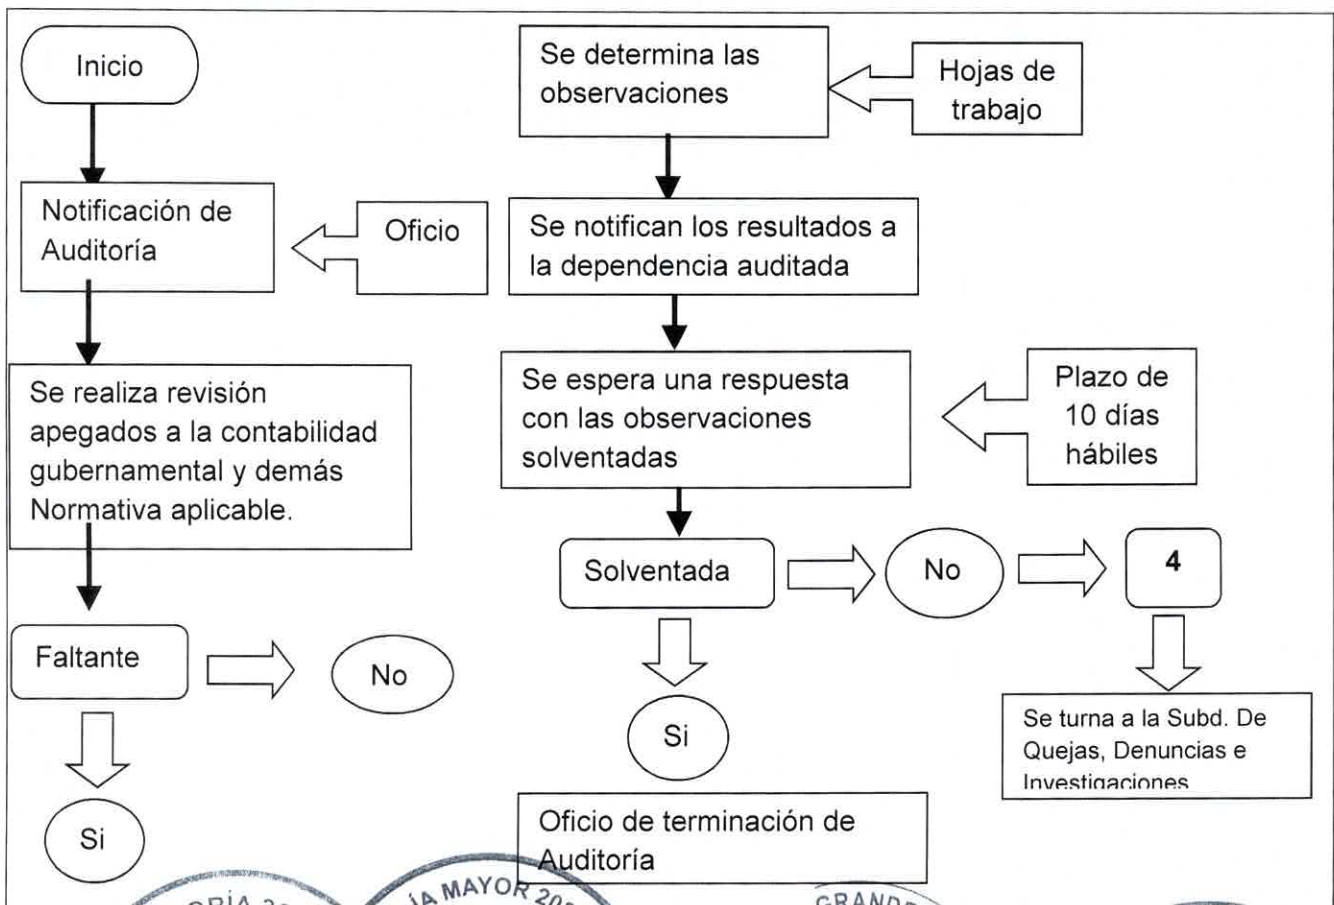 Inicio
Notificación de
Auditoría
Oficio
Se realiza revisión
apegados a la contabilidad
gubernamental y demás
Normativa aplicable.
Faltante
No
Si
Se determina las
observaciones
Hojas de
trabajo
Se notifican los resultados a
la dependencia auditada
Se espera una respuesta
con las observaciones
solventadas
Plazo de
10 días
hábiles
Solventada
No
4
Si
Se turna a la Subd. De
Quejas, Denuncias e
Investigaciones
Oficio de terminación de
Auditoría
ÍA MAYOR 20
GRANDE